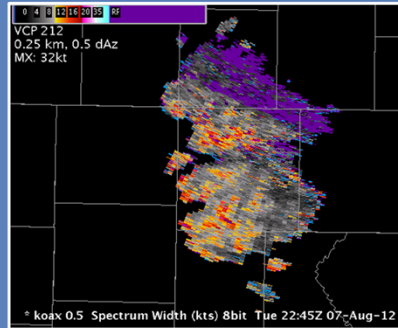 0 4 8 12 16 20 35 RF
VCP 212
0.25 km, 0.5 dAz
MX: 32kt
* koax 0.5 Spectrum Width (kts) 8bit Tue 22:45Z 07-Aug-12